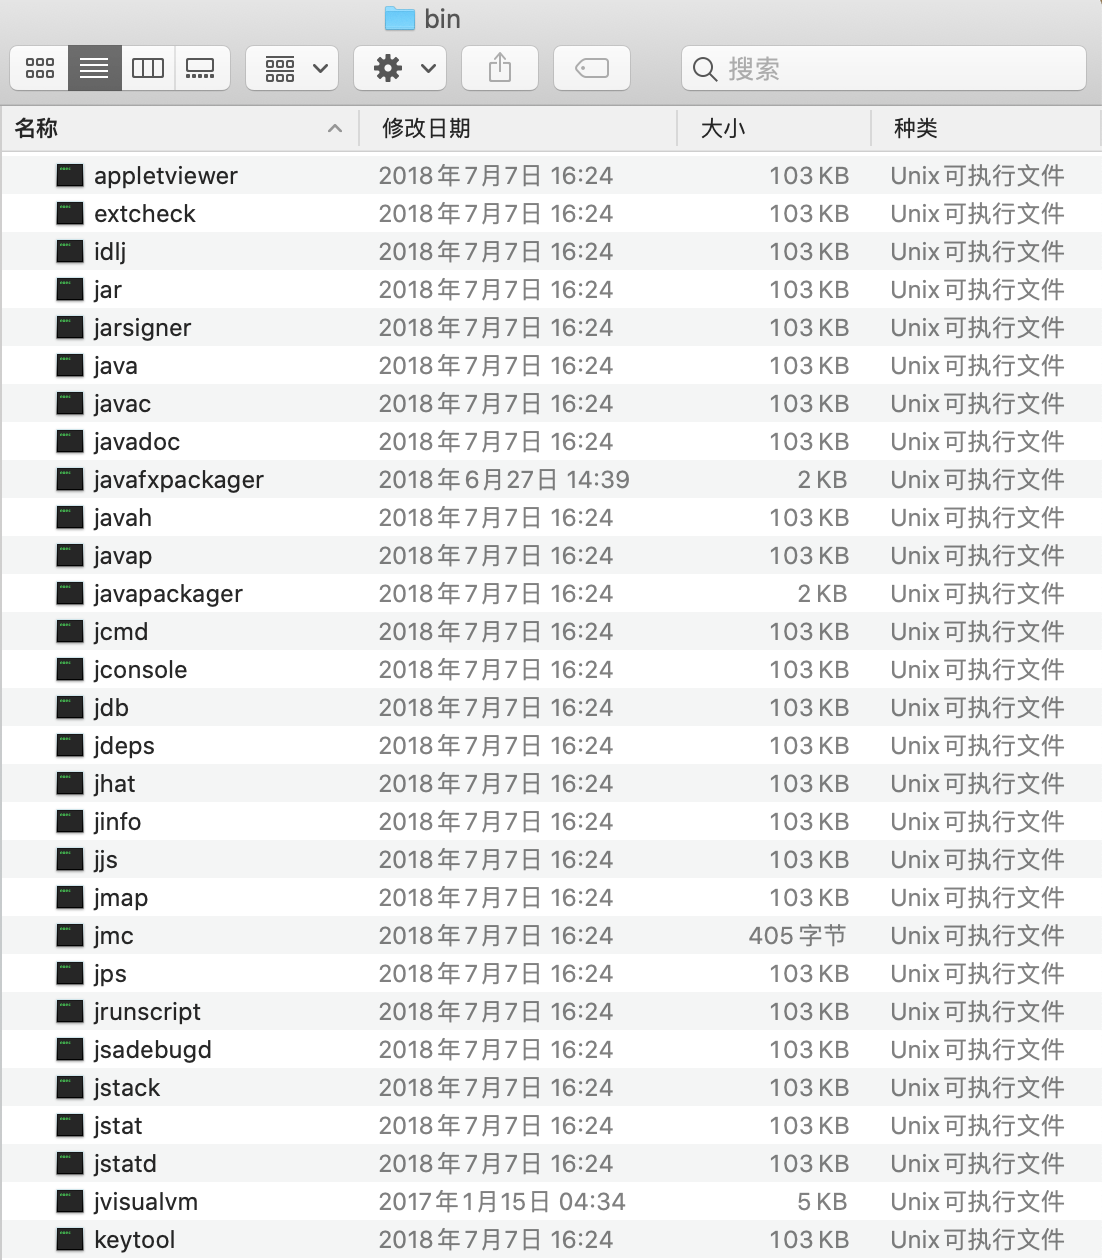 bin
搜索
名称 修改日期 大小 种类
appletviewer 2018年7月7日 16:24 103 KB Unix可执行文件
extcheck 2018年7月7日 16:24 103 KB Unix可执行文件
idlj 2018年7月7日 16:24 103 KB Unix可执行文件
jar 2018年7月7日 16:24 103 KB Unix可执行文件
jarsigner 2018年7月7日 16:24 103 KB Unix可执行文件
java 2018年7月7日 16:24 103 KB Unix可执行文件
javac 2018年7月7日 16:24 103 KB Unix可执行文件
javadoc 2018年7月7日 16:24 103 KB Unix可执行文件
javafxpackager 2018年6月27日 14:39 2 KB Unix可执行文件
javah 2018年7月7日 16:24 103 KB Unix可执行文件
javap 2018年7月7日 16:24 103 KB Unix可执行文件
javapackager 2018年7月7日 16:24 2 KB Unix可执行文件
jcmd 2018年7月7日 16:24 103 KB Unix可执行文件
jconsole 2018年7月7日 16:24 103 KB Unix可执行文件
jdb 2018年7月7日 16:24 103 KB Unix可执行文件
jdeps 2018年7月7日 16:24 103 KB Unix可执行文件
jhat 2018年7月7日 16:24 103 KB Unix可执行文件
jinfo 2018年7月7日 16:24 103 KB Unix可执行文件
jjs 2018年7月7日 16:24 103 KB Unix可执行文件
jmap 2018年7月7日 16:24 103 KB Unix可执行文件
jmc 2018年7月7日 16:24 405字节 Unix可执行文件
jps 2018年7月7日 16:24 103 KB Unix可执行文件
jrunscript 2018年7月7日 16:24 103 KB Unix可执行文件
jsadebugd 2018年7月7日 16:24 103 KB Unix可执行文件
jstack 2018年7月7日 16:24 103 KB Unix可执行文件
jstat 2018年7月7日 16:24 103 KB Unix可执行文件
jstatd 2018年7月7日 16:24 103 KB Unix可执行文件
jvisualvm 2017年1月15日 04:34 5 KB Unix可执行文件
keytool 2018年7月7日 16:24 103 KB Unix可执行文件